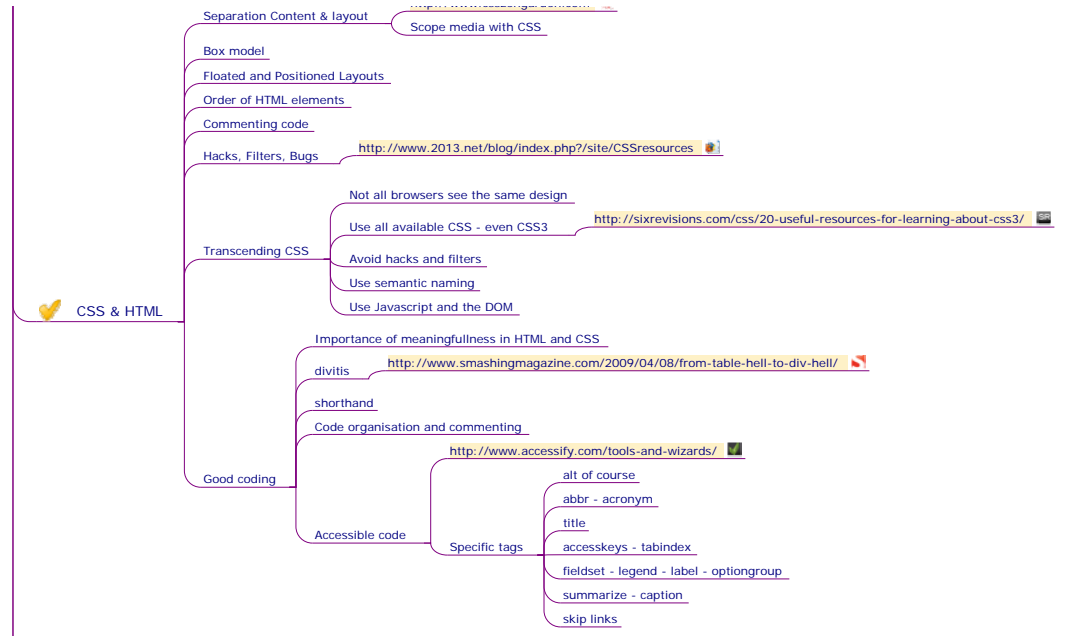 Separation Content & layout
Scope media with CSS
Box model
Floated and Positioned Layouts
Order of HTML elements
Commenting code
Hacks, Filters, Bugs
http://www.2013.net/blog/index.php?/site/CSSresources
Transcending CSS
Not all browsers see the same design
Use all available CSS - even CSS3
http://sixrevisions.com/css/20-useful-resources-for-learning-about-css3/
SR
Avoid hacks and filters
Use semantic naming
Use Javascript and the DOM
CSS & HTML
Good coding
Importance of meaningfullness in HTML and CSS
divitis
http://www.smashingmagazine.com/2009/04/08/from-table-hell-to-div-hell/
shorthand
Code organisation and commenting
Accessible code
http://www.accessify.com/tools-and-wizards/
Specific tags
alt of course
abbr - acronym
title
accesskeys - tabindex
fieldset - legend - label - optiongroup
summarize - caption
skip links